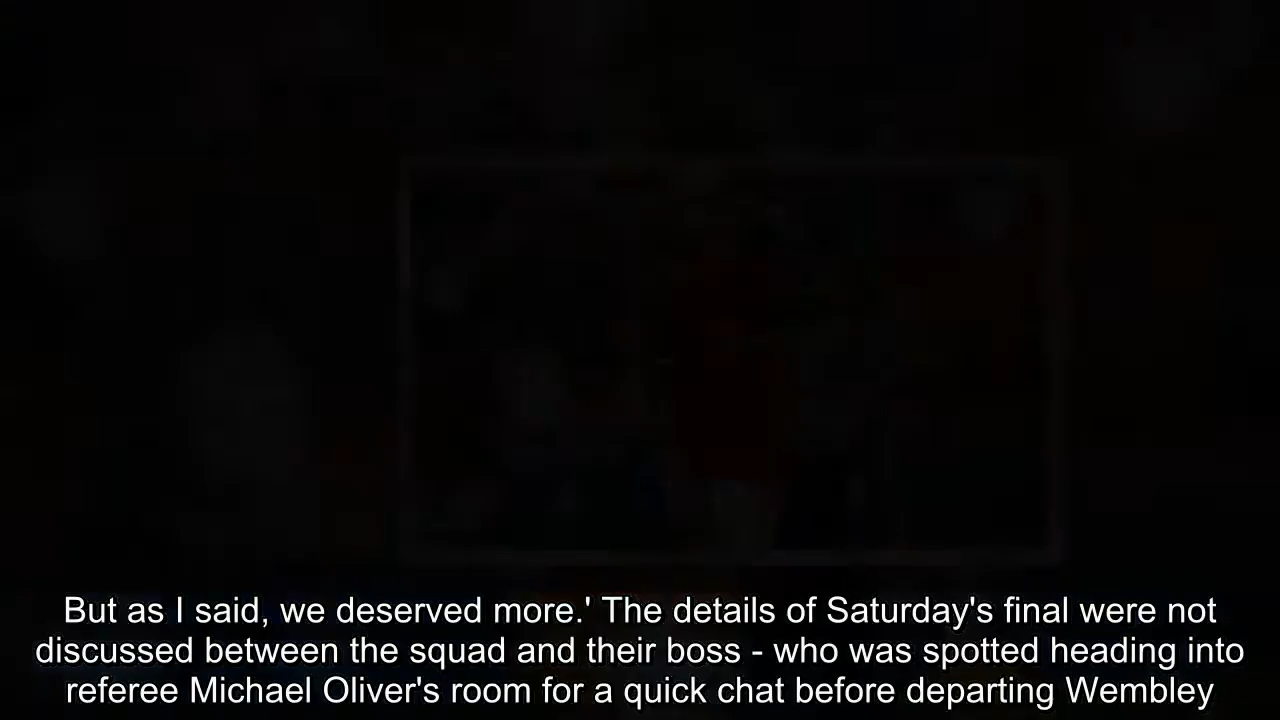 But as I said, we deserved more.' The details of Saturday's final were not
discussed between the squad and their boss - who was spotted heading into
referee Michael Oliver's room for a quick chat before departing Wembley